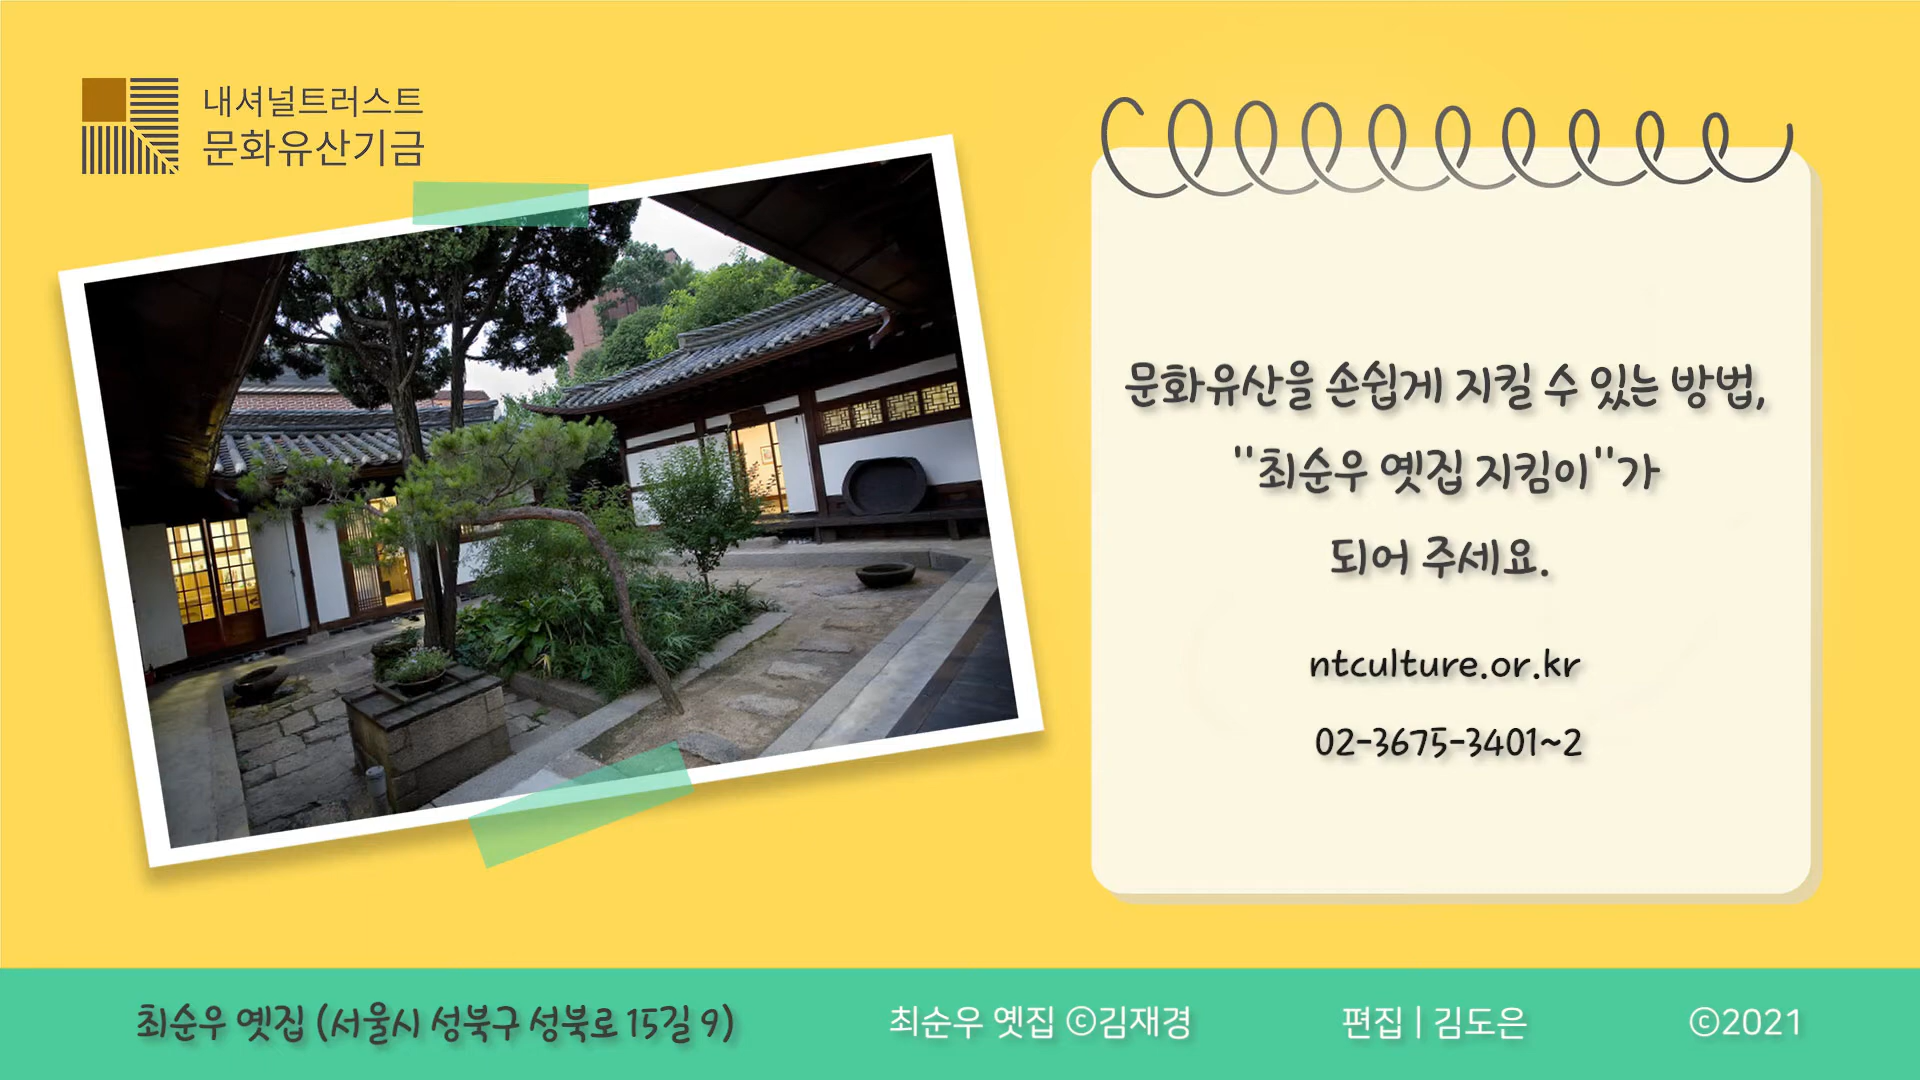 내셔널트러스트
문화유산기금
문화유산을 손쉽게 지킬 수 있는 방법,
"최순우 옛집 지킴이"가
되어 주세요.
ntculture.or.kr
02-3675-3401~2
최순우 옛집 (서울시 성북구 성북로 15길 9)
최순우 옛집 ©김재경
편집 | 김도은
©2021